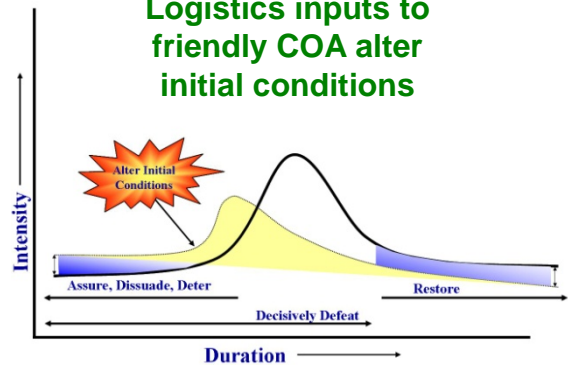 Logistics inputs to
friendly COA alter
initial conditions
Alter Initial
Conditions
Intensity
Assure, Dissuade, Deter
Restore
Decisively Defeat
Duration